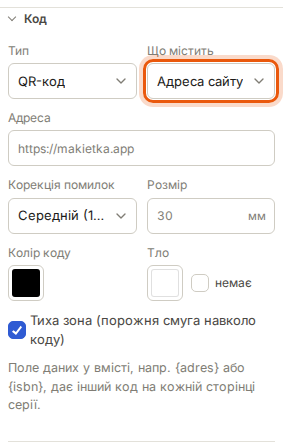 Код
Тип
Що містить
QR-код
Адреса сайту
Адреса
https://makietka.app
Корекція помилок
Розмір
Середній (1...
30
мм
Колір коду
Тло
немає
Тиха зона (порожня смуга навколо
коду)
Поле даних у вмісті, напр. {adres} або
{isbn}, дає інший код на кожній сторінці
серії.